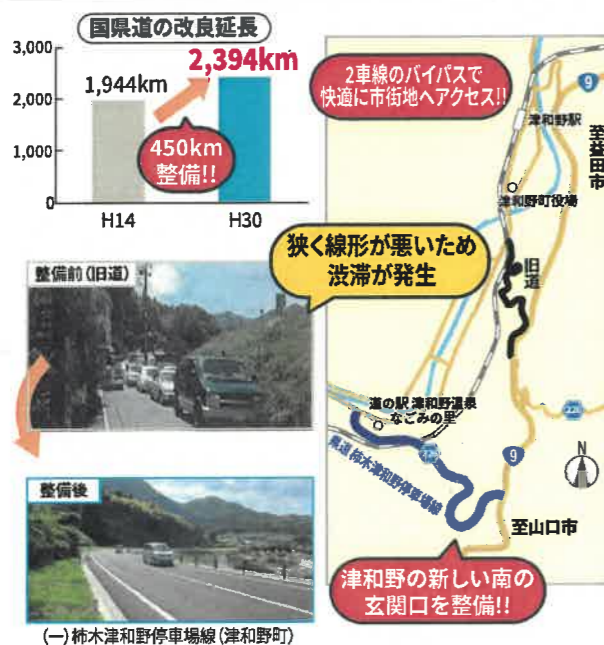 国県道の改良延長
3,000
2,000
1,000
0
1,944km
2,394km
450km
整備!!
H14
H30
2車線のバイパスで
快適に市街地へアクセス!!
9
至益田市
津和野駅
津和野町役場
旧道
狭く線形が悪いため
渋滞が発生
整備前(旧道)
道の駅 津和野温泉
なごみの里
226
226
県道 柿木津和野停車場線
9
N
至山口市
整備後
津和野の新しい南の
玄関口を整備!!
(一)柿木津和野停車場線(津和野町)